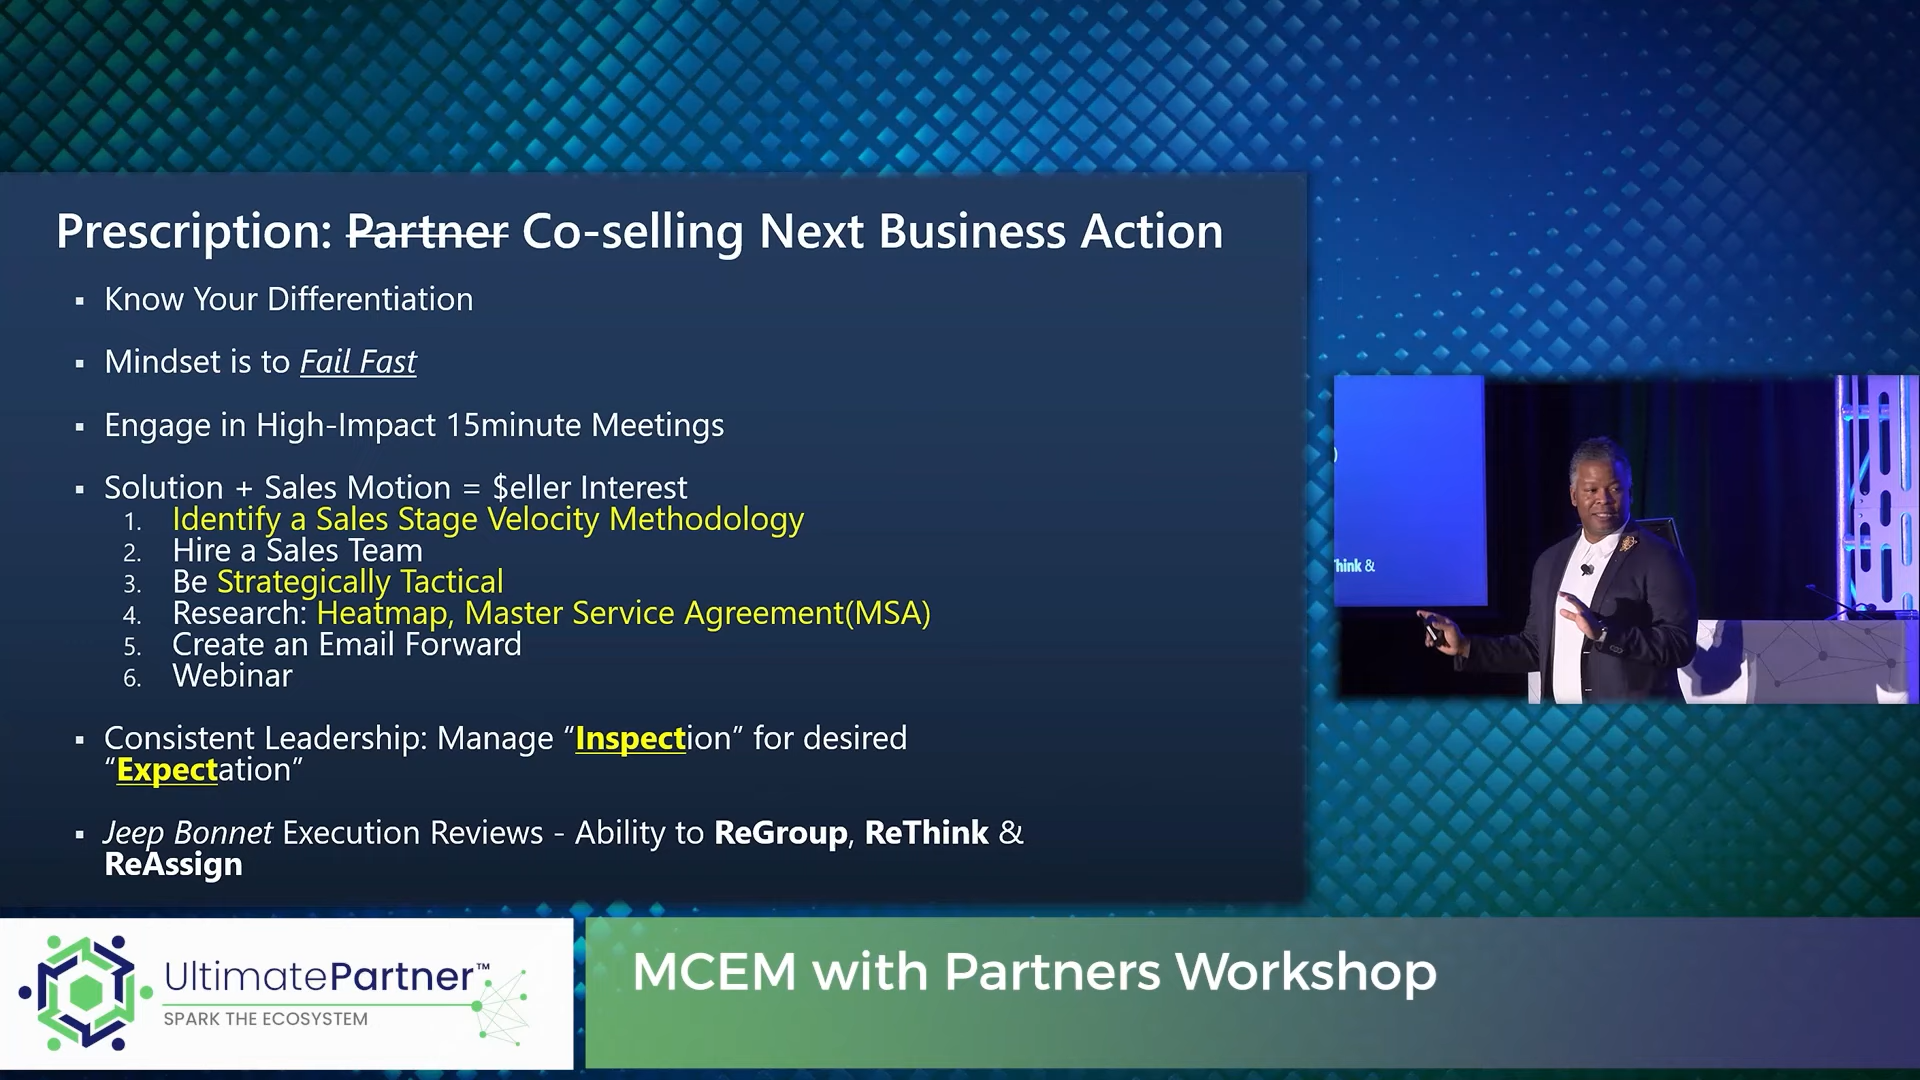 Prescription: Partner Co-selling Next Business Action
▪ Know Your Differentiation
▪ Mindset is to Fail Fast
▪ Engage in High-Impact 15minute Meetings
▪ Solution + Sales Motion = $eller Interest
1. Identify a Sales Stage Velocity Methodology
2. Hire a Sales Team
3. Be Strategically Tactical
4. Research: Heatmap, Master Service Agreement(MSA)
5. Create an Email Forward
6. Webinar
▪ Consistent Leadership: Manage “Inspection” for desired
“Expectation”
▪ Jeep Bonnet Execution Reviews - Ability to ReGroup, ReThink &
ReAssign
hink &
UltimatePartner™
SPARK THE ECOSYSTEM
MCEM with Partners Workshop